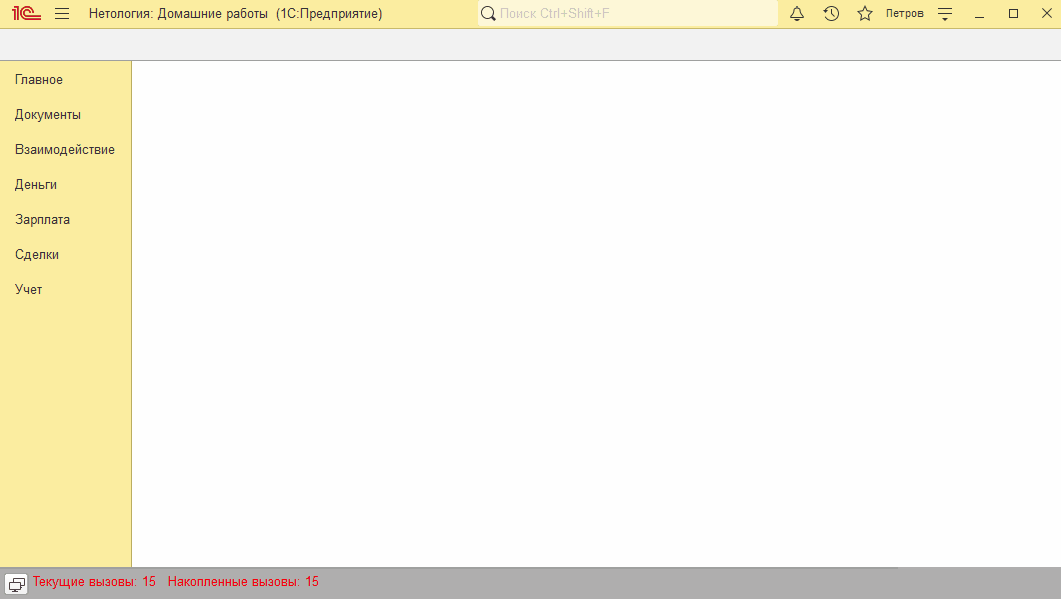 1С Нетология: Домашние работы (1С:Предприятие) Поиск Ctrl+Shift+F Петров
Главное
Документы
Взаимодействие
Деньги
Зарплата
Сделки
Учет
Текущие вызовы: 15 Накопленные вызовы: 15